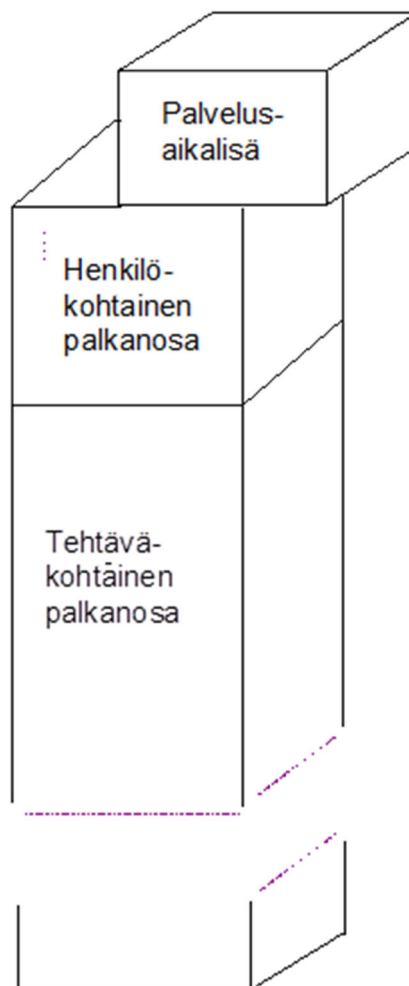 Palvelus-
aikalisä
Henkilö-
kohtainen
palkanosa
Tehtävä-
kohtainen
palkanosa